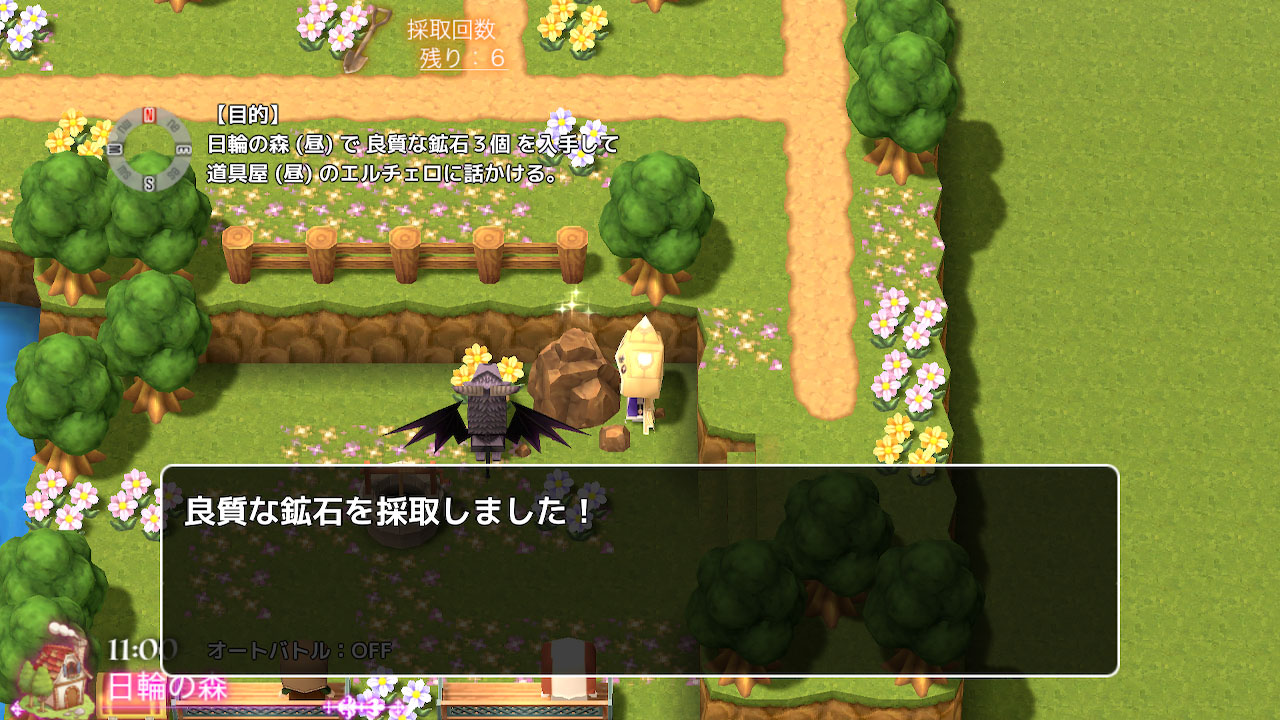 採取回数
残り：6
N
【目的】
日輪の森 (昼) で 良質な鉱石３個 を入手して
道具屋 (昼) のエルチェロに話かける。
S
良質な鉱石を採取しました！
11:00
オートバトル：OFF
日輪の森